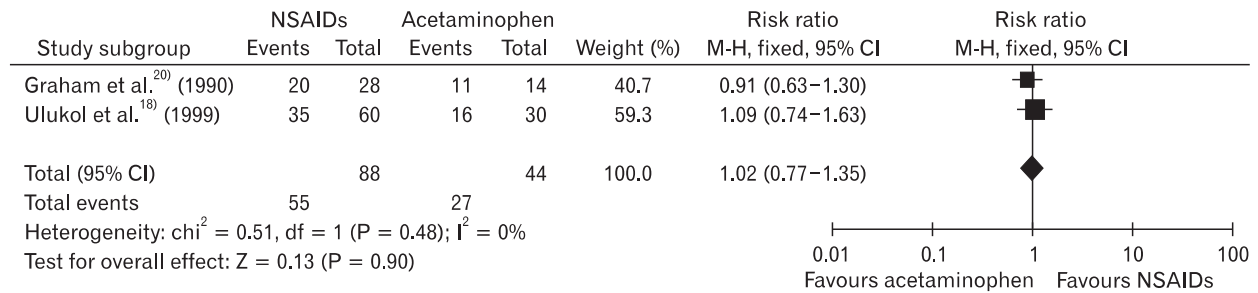 NSAIDs Acetaminophen Risk ratio Risk ratio
Study subgroup Events Total Events Total Weight (%) M-H, fixed, 95% CI M-H, fixed, 95% CI
Graham et al.20) (1990) 20 28 11 14 40.7 0.91 (0.63–1.30)
Ulukol et al.18) (1999) 35 60 16 30 59.3 1.09 (0.74–1.63)
Total (95% CI) 88 44 100.0 1.02 (0.77–1.35)
Total events 55 27
Heterogeneity: chi2 = 0.51, df = 1 (P = 0.48); I2 = 0%
Test for overall effect: Z = 0.13 (P = 0.90)
0.01 0.1 1 10 100
Favours acetaminophen Favours NSAIDs